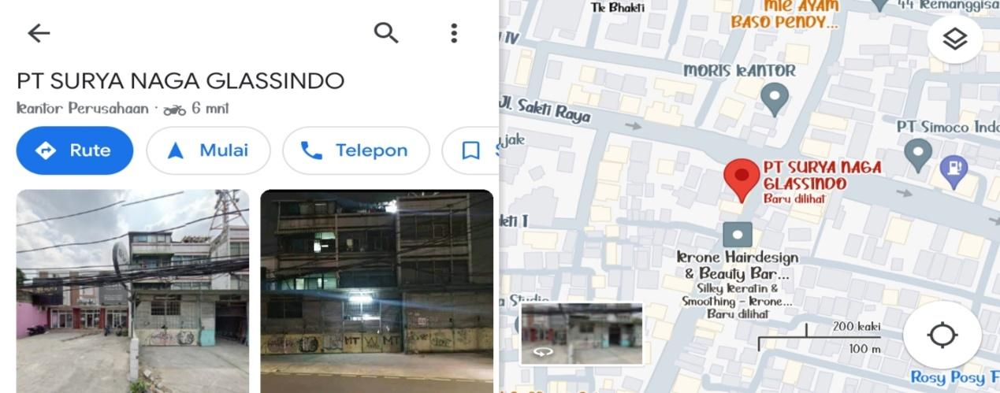 PT SURYA NAGA GLASSINDO
Kantor Perusahaan · 6 mnt
Rute
Mulai
Telepon
Tk Bhakti
mie AYAM
BASO PENDY...
44 Kemanggisa
IV
MORIS KANTOR
Jl. Sakti Raya
PT Simoco Indo
PT SURYA NAGA
GLASSINDO
Baru dilihat
kti I
Krone Hairdesign
& Beauty Bar...
Silky Keratin &
Smoothing - Krone...
Baru dilihat
a Studio
200 kaki
100 m
Rosy Posy F